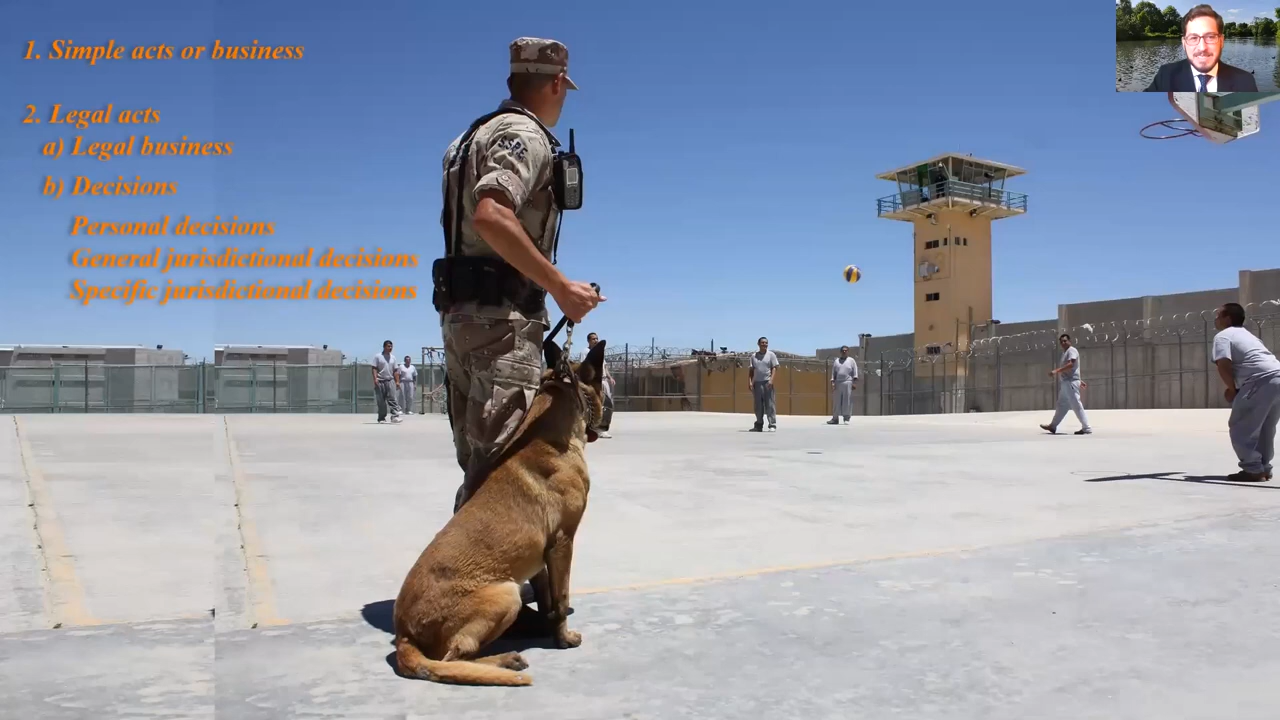 1. Simple acts or business
2. Legal acts
a) Legal business
b) Decisions
Personal decisions
General jurisdictional decisions
Specific jurisdictional decisions
SSPE